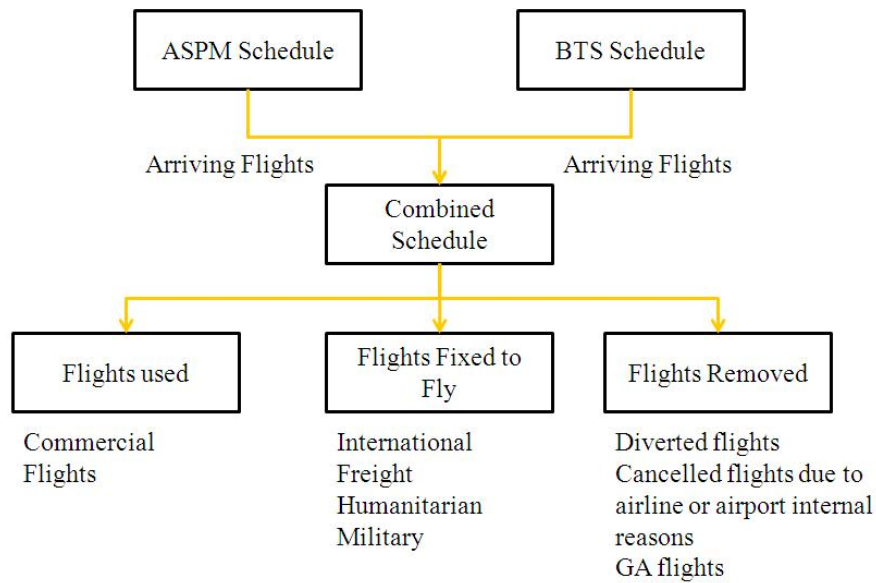 ASPM Schedule
BTS Schedule
Arriving Flights
Arriving Flights
Combined
Schedule
Flights used
Flights Fixed to
Fly
Flights Removed
Commercial
Flights
International
Freight
Humanitarian
Military
Diverted flights
Cancelled flights due to
airline or airport internal
reasons
GA flights